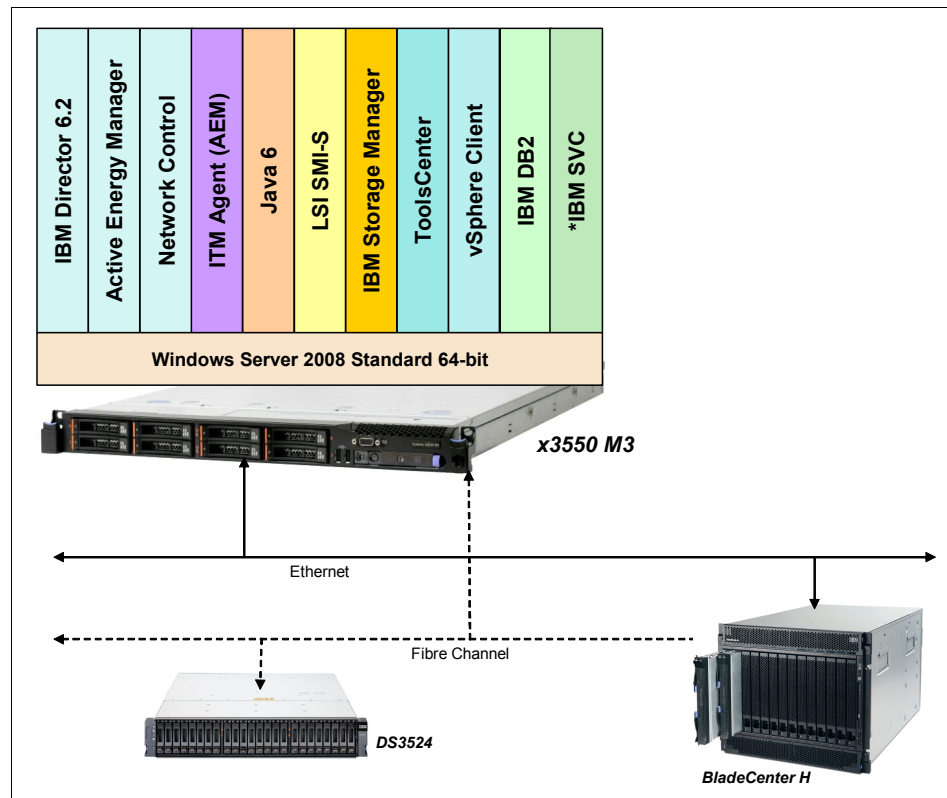 IBM Director 6.2
Active Energy Manager
Network Control
ITM Agent (AEM)
Java 6
LSI SMI-S
IBM Storage Manager
ToolsCenter
vSphere Client
IBM DB2
*IBM SVC
Windows Server 2008 Standard 64-bit
x3550 M3
Ethernet
Fibre Channel
DS3524
BladeCenter H